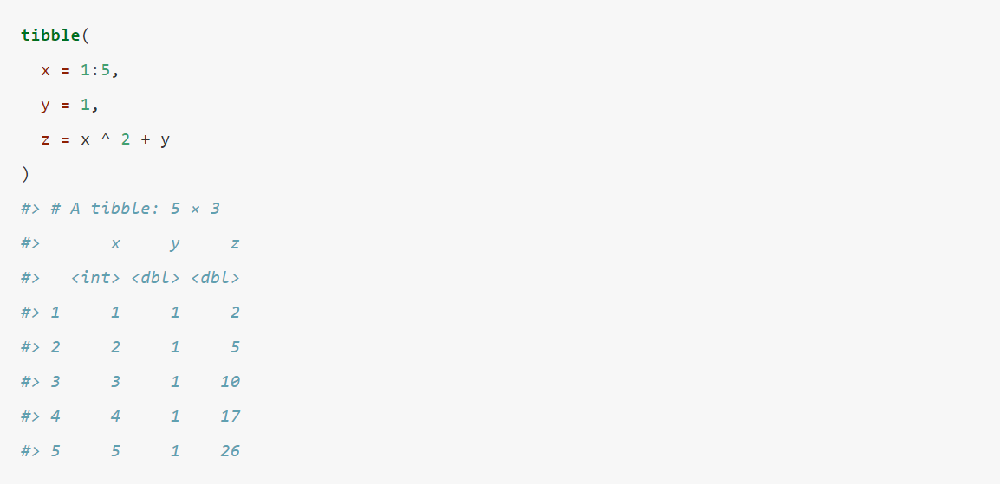 tibble(
  x = 1:5,
  y = 1,
  z = x ^ 2 + y
)
#> # A tibble: 5 × 3
#>       x     y     z
#>   <int> <dbl> <dbl>
#> 1     1     1     2
#> 2     2     1     5
#> 3     3     1    10
#> 4     4     1    17
#> 5     5     1    26